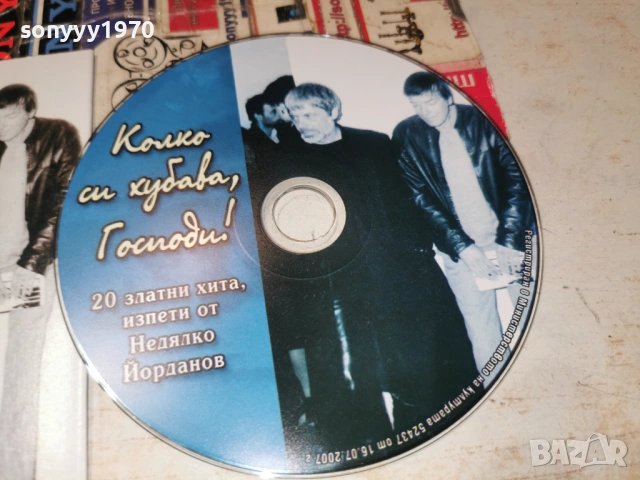 sonyyy1970
Колко
си хубава,
Господи!
20 златни хита,
изпети от
Недялко
Йорданов
Регистриран в Министерството на културата 52437 от 16.07.2007 г.
BAZAR